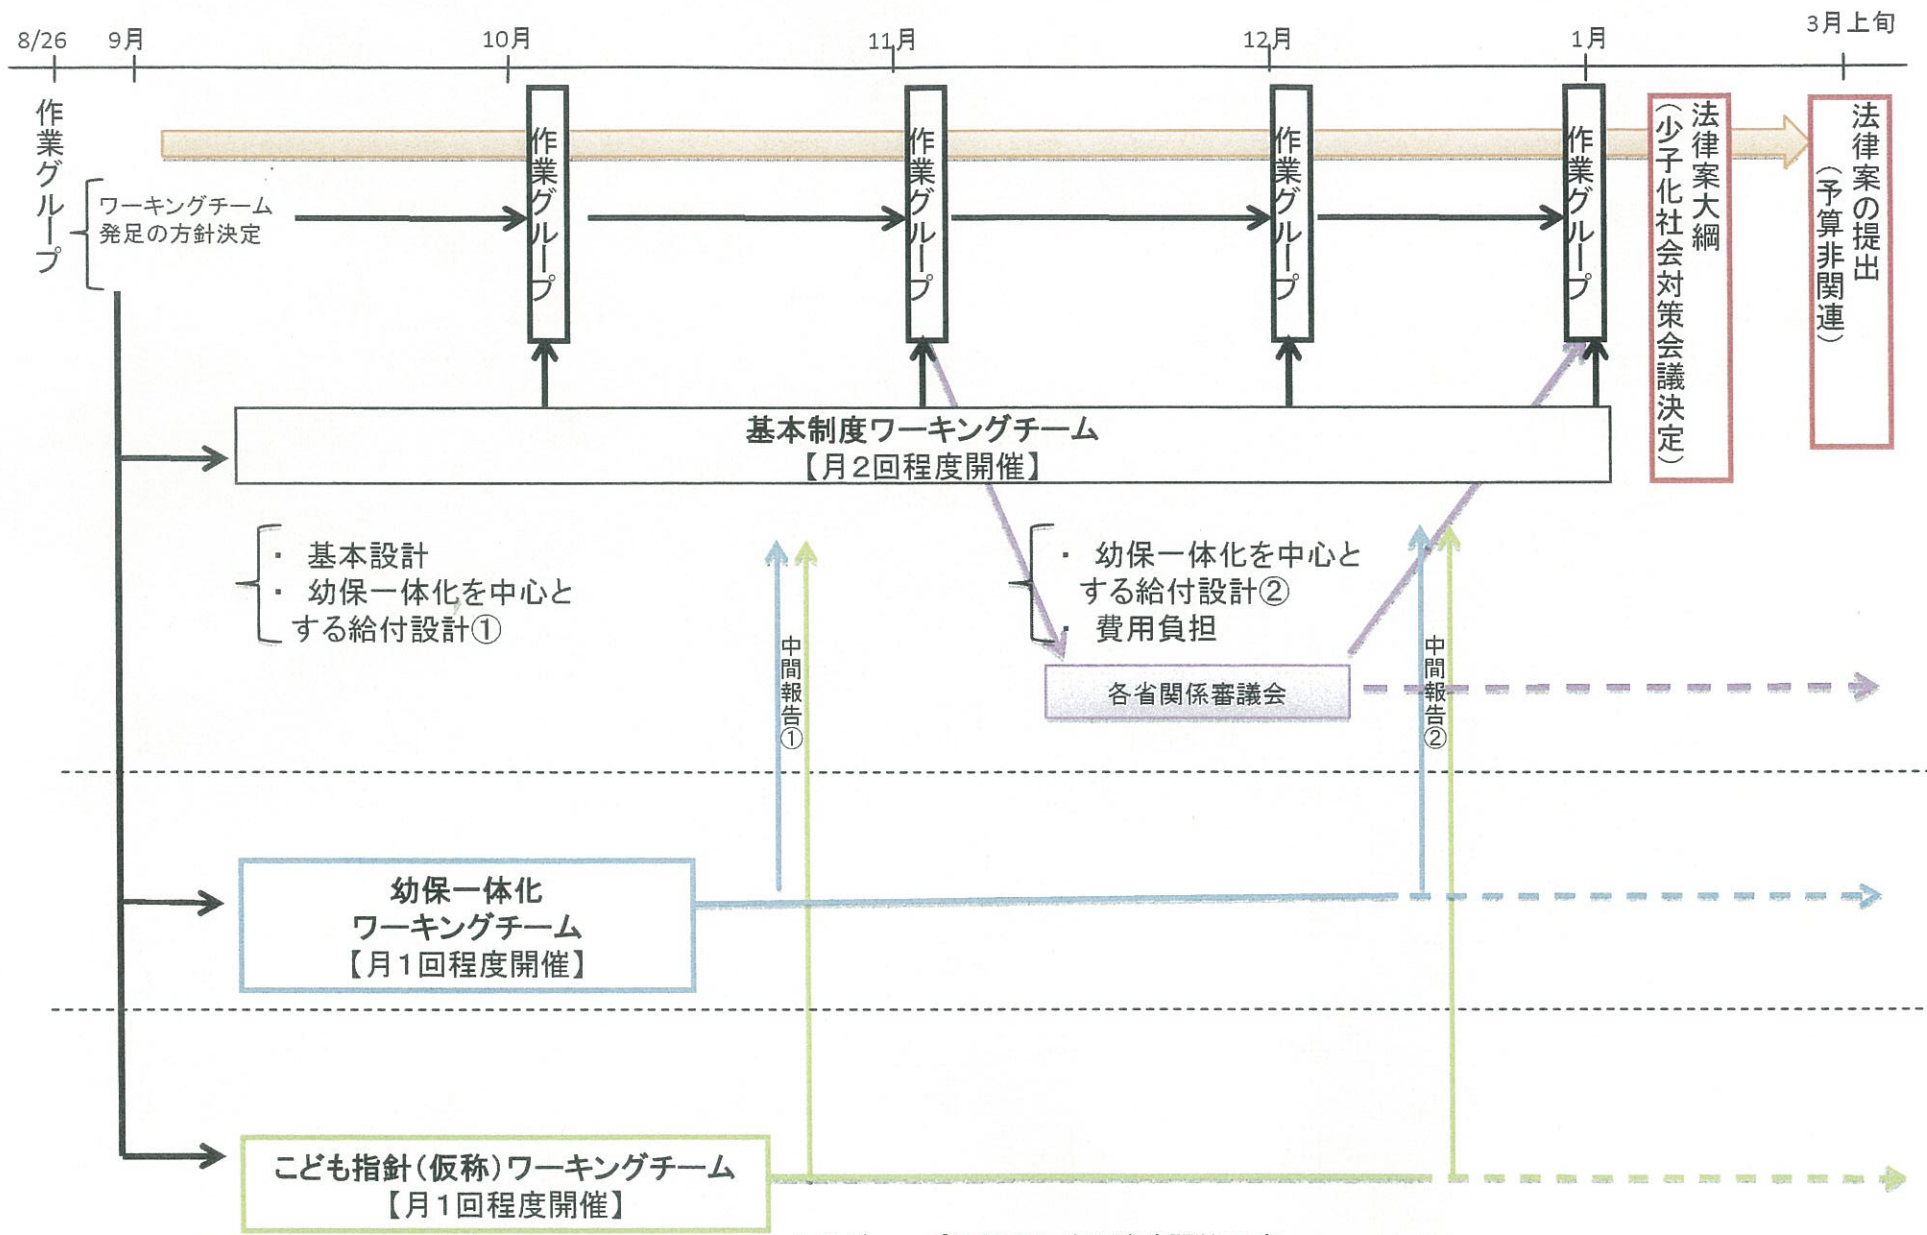 8/26
9月
10月
11月
12月
1月
3月上旬
作業グループ
ワーキングチーム
発足の方針決定
作業グループ
作業グループ
作業グループ
作業グループ
法律案大綱
(少子化社会対策会議決定)
法律案の提出
(予算非関連)
基本制度ワーキングチーム
【月2回程度開催】
・ 基本設計
・ 幼保一体化を中心と
する給付設計①
・ 幼保一体化を中心と
する給付設計②
・ 費用負担
中間報告①
各省関係審議会
中間報告②
幼保一体化
ワーキングチーム
【月1回程度開催】
こども指針(仮称)ワーキングチーム
【月1回程度開催】